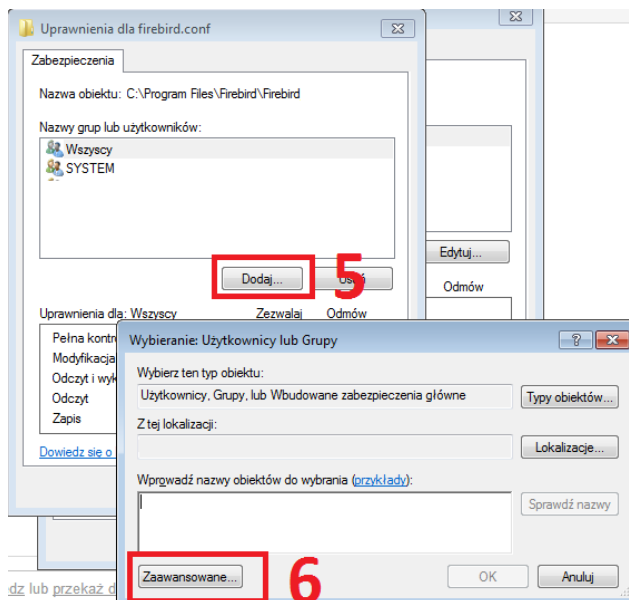 Uprawnienia dla firebird.conf
Zabezpieczenia
Nazwa obiektu: C:\Program Files\Firebird\Firebird
Nazwy grup lub użytkowników:
Wszyscy
SYSTEM
Dodaj...
5
Edytuj...
Odmów
Uprawnienia dla: Wszyscy Zezwalaj Odmów
Pełna
Modyfikacja
Odczyt i
Odczyt
Zapis
Dowiedz się o
Wybieranie: Użytkownicy lub Grupy
Wybierz ten typ obiektu:
Użytkownicy, Grupy, lub Wbudowane zabezpieczenia główne Typy obiektów...
Z tej lokalizacji:
Lokalizacje...
Wprowadź nazwy obiektów do wybrania (przykłady):
Sprawdź nazwy
Zaawansowane... 6 OK Anuluj
lub przekaż